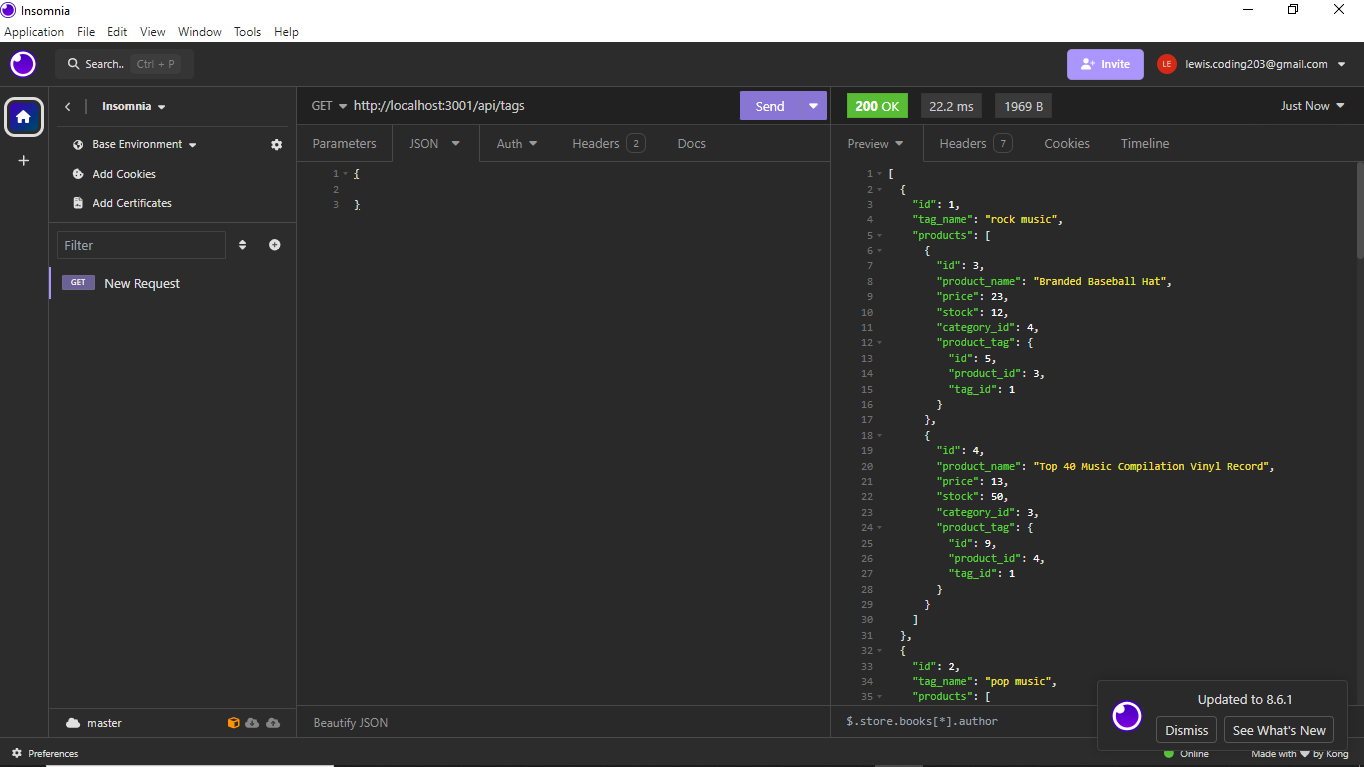 Insomnia
Application File Edit View Window Tools Help
Search.. Ctrl + P
Invite
LE lewis.coding203@gmail.com
Insomnia
Base Environment
Add Cookies
Add Certificates
Filter
GET New Request
master
Preferences
GET http://localhost:3001/api/tags Send
Parameters JSON Auth Headers 2 Docs
1 {
2
3 }
Beautify JSON
200 OK 22.2 ms 1969 B Just Now
Preview Headers 7 Cookies Timeline
1 [
2 {
3 "id": 1,
4 "tag_name": "rock music",
5 "products": [
6 {
7 "id": 3,
8 "product_name": "Branded Baseball Hat",
9 "price": 23,
10 "stock": 12,
11 "category_id": 4,
12 "product_tag": {
13 "id": 5,
14 "product_id": 3,
15 "tag_id": 1
16 }
17 },
18 {
19 "id": 4,
20 "product_name": "Top 40 Music Compilation Vinyl Record",
21 "price": 13,
22 "stock": 50,
23 "category_id": 3,
24 "product_tag": {
25 "id": 9,
26 "product_id": 4,
27 "tag_id": 1
28 }
29 }
30 ]
31 },
32 {
33 "id": 2,
34 "tag_name": "pop music",
35 "products": [
$.store.books[*].author
Updated to 8.6.1
Dismiss See What's New
Online Made with by Kong